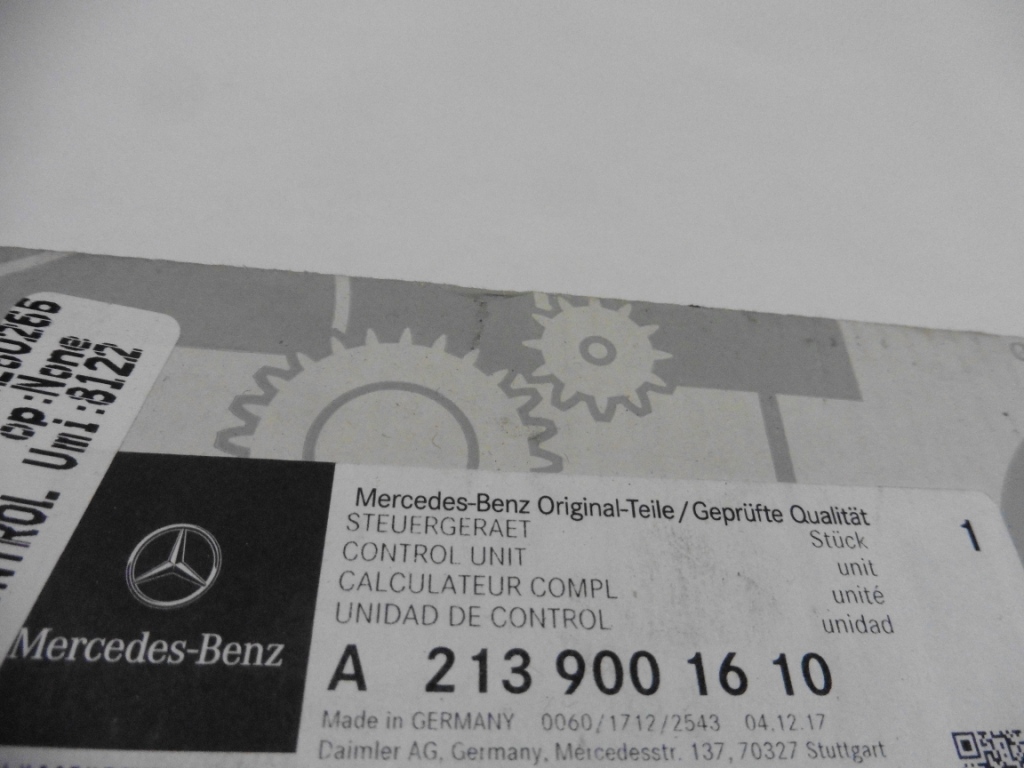 op:None
Umi:8122
Mercedes-Benz
Mercedes-Benz Original-Teile/Geprüfte Qualität
STEUERGERAET Stück 1
CONTROL UNIT unit
CALCULATEUR COMPL unité
UNIDAD DE CONTROL unidad
A 213 900 16 10
Made in GERMANY 0060/1712/2543 04.12.17
Daimler AG, Germany, Mercedesstr. 137, 70327 Stuttgart